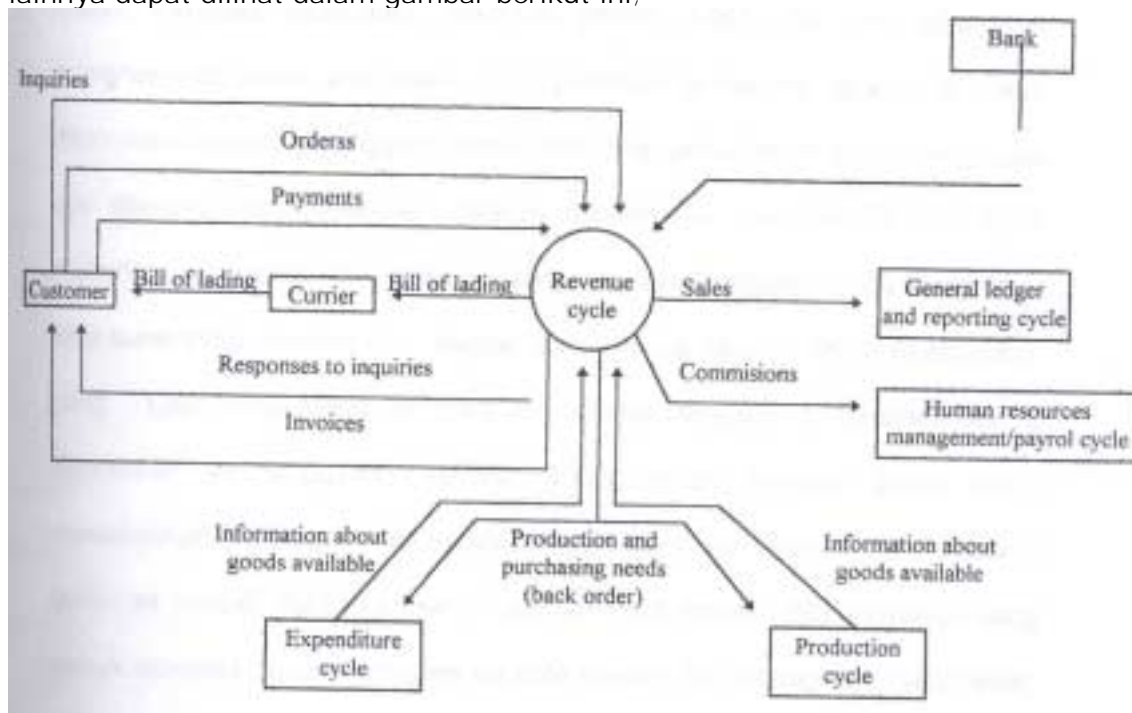 lainnya dapat dilihat dalam gambar berikut ini;
Bank
Inquiries
Orderss
Payments
Customer
Bill of lading
Currier
Bill of lading
Revenue
cycle
Sales
General ledger
and reporting cycle
Responses to inquiries
Commisions
Invoices
Human resources
management/payrol cycle
Information about
goods available
Production and
purchasing needs
(back order)
Information about
goods available
Expenditure
cycle
Production
cycle